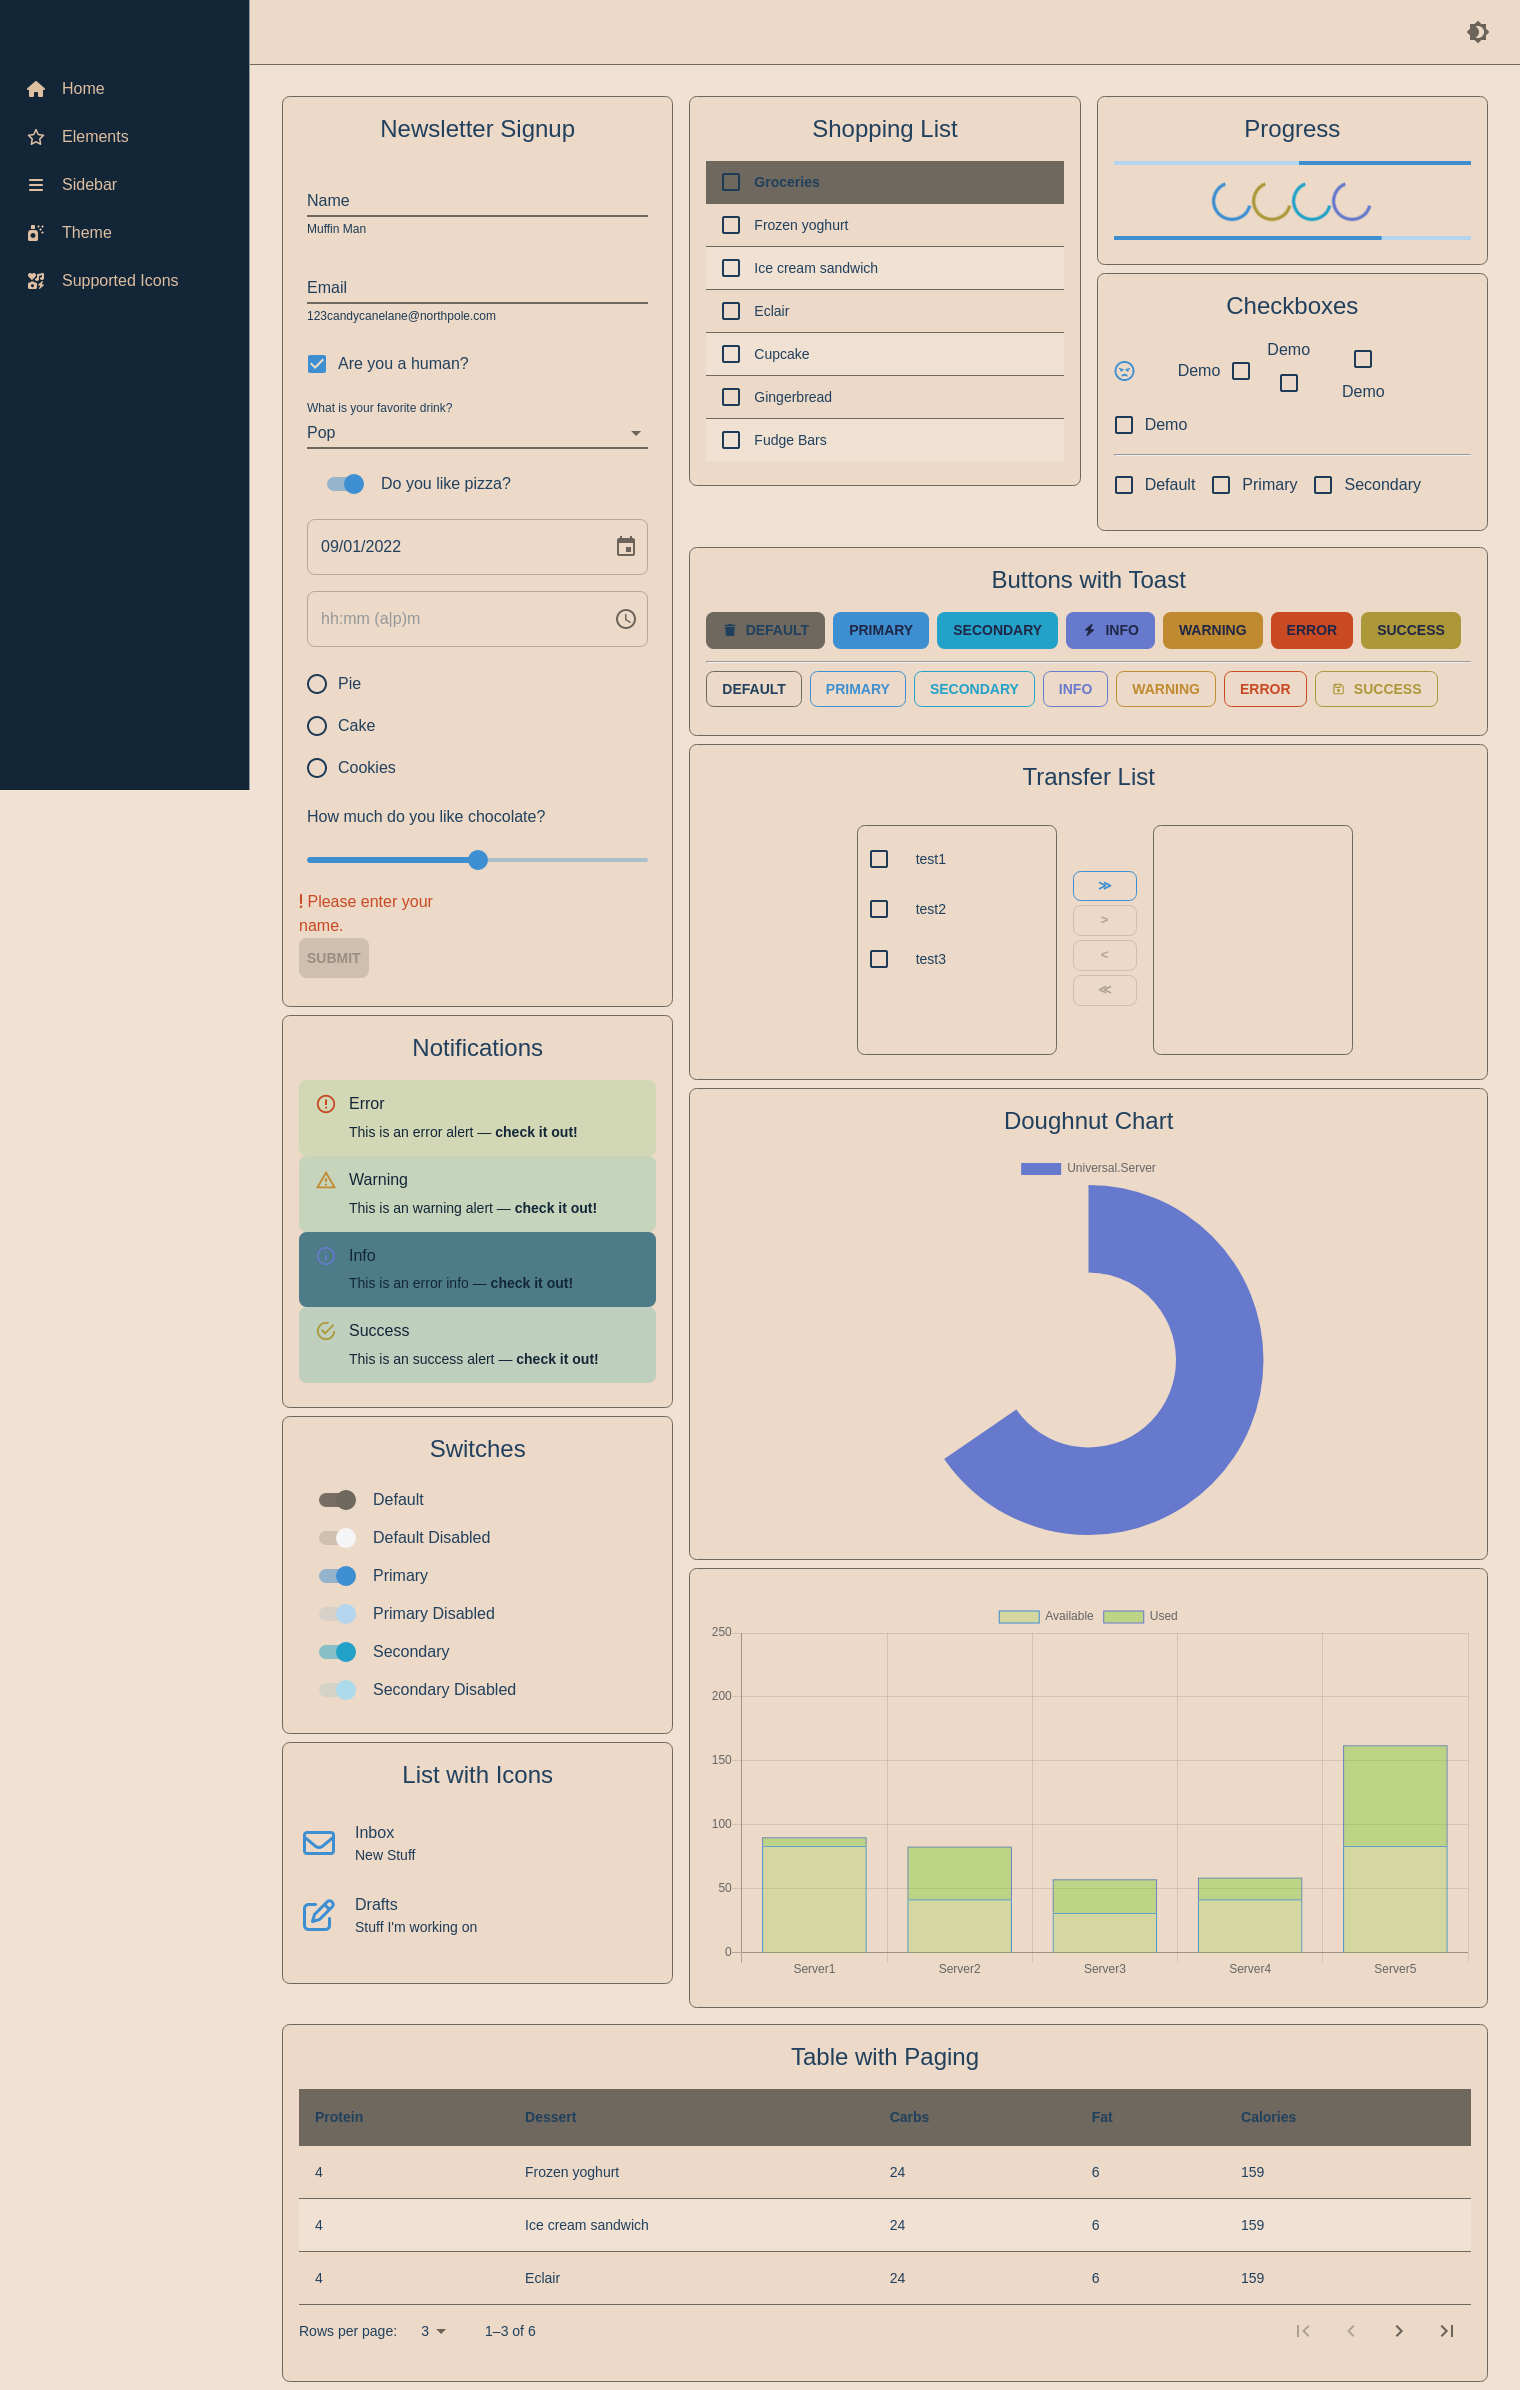 Home
Elements
Sidebar
Theme
Supported Icons
Newsletter Signup
Name
Muffin Man
Email
123candycanelane@northpole.com
Are you a human?
What is your favorite drink?
Pop
Do you like pizza?
09/01/2022
hh:mm (a|p)m
Pie
Cake
Cookies
How much do you like chocolate?
! Please enter your
name.
SUBMIT
Notifications
Error
This is an error alert — check it out!
Warning
This is an warning alert — check it out!
Info
This is an error info — check it out!
Success
This is an success alert — check it out!
Switches
Default
Default Disabled
Primary
Primary Disabled
Secondary
Secondary Disabled
List with Icons
Inbox
New Stuff
Drafts
Stuff I'm working on
Shopping List
Groceries
Frozen yoghurt
Ice cream sandwich
Eclair
Cupcake
Gingerbread
Fudge Bars
Progress
Checkboxes
Demo
Demo
Demo
Demo
Default Primary Secondary
Buttons with Toast
DEFAULT PRIMARY SECONDARY INFO WARNING ERROR SUCCESS
DEFAULT PRIMARY SECONDARY INFO WARNING ERROR SUCCESS
Transfer List
test1
test2
test3
≫
>
<
≪
Doughnut Chart
Universal.Server
Available Used
250
200
150
100
50
0
Server1 Server2 Server3 Server4 Server5
Table with Paging
Protein Dessert Carbs Fat Calories
4 Frozen yoghurt 24 6 159
4 Ice cream sandwich 24 6 159
4 Eclair 24 6 159
Rows per page: 3 1–3 of 6